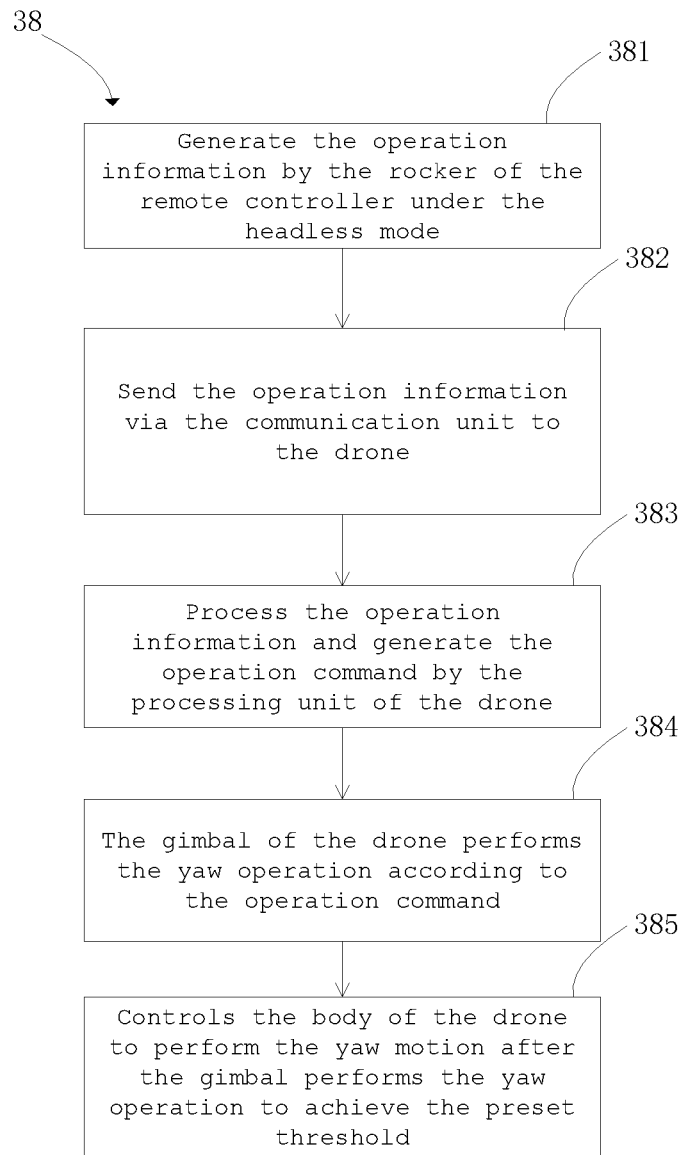 38
381
Generate the operation
information by the rocker of the
remote controller under the
headless mode
382
Send the operation information
via the communication unit to
the drone
383
Process the operation
information and generate the
operation command by the
processing unit of the drone
384
The gimbal of the drone performs
the yaw operation according to
the operation command
385
Controls the body of the drone
to perform the yaw motion after
the gimbal performs the yaw
operation to achieve the preset
threshold